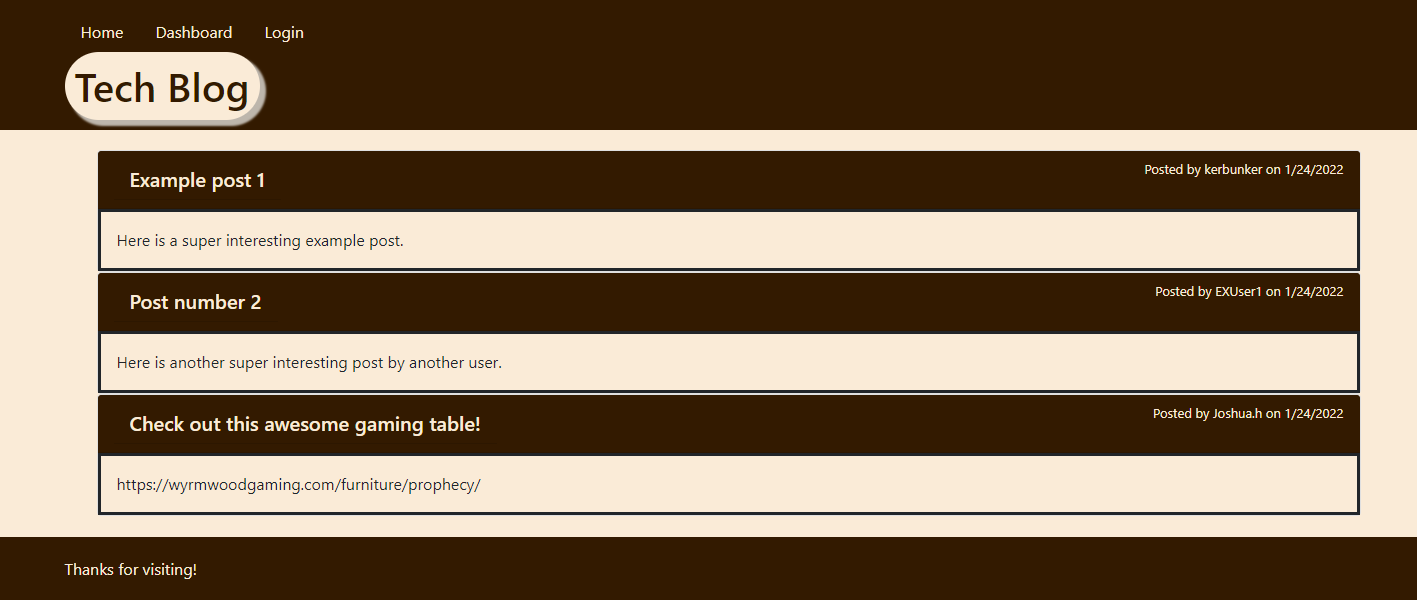 Home Dashboard Login
Tech Blog
Example post 1 Posted by kerbunker on 1/24/2022
Here is a super interesting example post.
Post number 2 Posted by EXUser1 on 1/24/2022
Here is another super interesting post by another user.
Check out this awesome gaming table! Posted by Joshua.h on 1/24/2022
https://wyrmwoodgaming.com/furniture/prophecy/
Thanks for visiting!